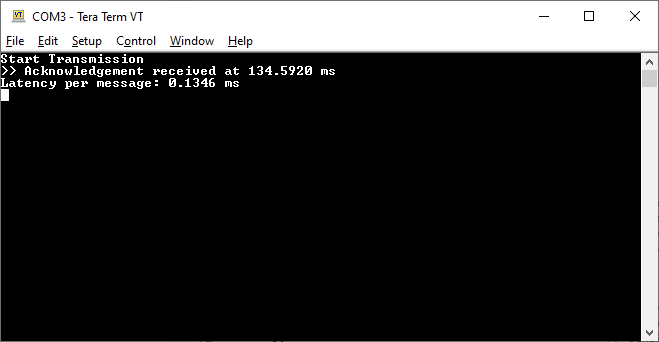 COM3 - Tera Term VT
File Edit Setup Control Window Help
Start Transmission
>> Acknowledgement received at 134.5920 ms
Latency per message: 0.1346 ms